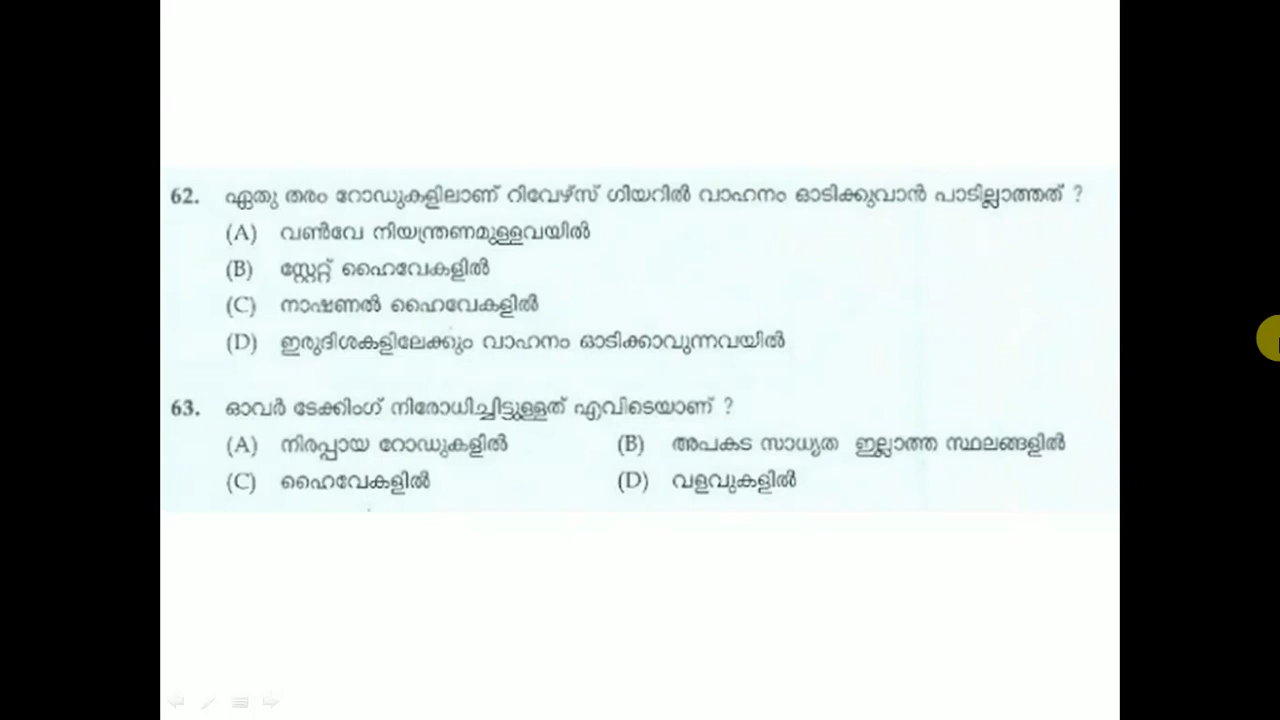 62. ഏതു തരം റോഡുകളിലാണ് റിവേഴ്സ് ഗിയറിൽ വാഹനം ഓടിക്കുവാൻ പാടില്ലാത്തത് ?
(A) വൺവേ നിയന്ത്രണമുള്ളവയിൽ
(B) സ്റ്റേറ്റ് ഹൈവേകളിൽ
(C) നാഷണൽ ഹൈവേകളിൽ
(D) ഇരുദിശകളിലേക്കും വാഹനം ഓടിക്കാവുന്നവയിൽ
63. ഓവർ ടേക്കിംഗ് നിരോധിച്ചിട്ടുള്ളത് എവിടെയാണ് ?
(A) നിരപ്പായ റോഡുകളിൽ (B) അപകട സാധ്യത ഇല്ലാത്ത സ്ഥലങ്ങളിൽ
(C) ഹൈവേകളിൽ (D) വളവുകളിൽ